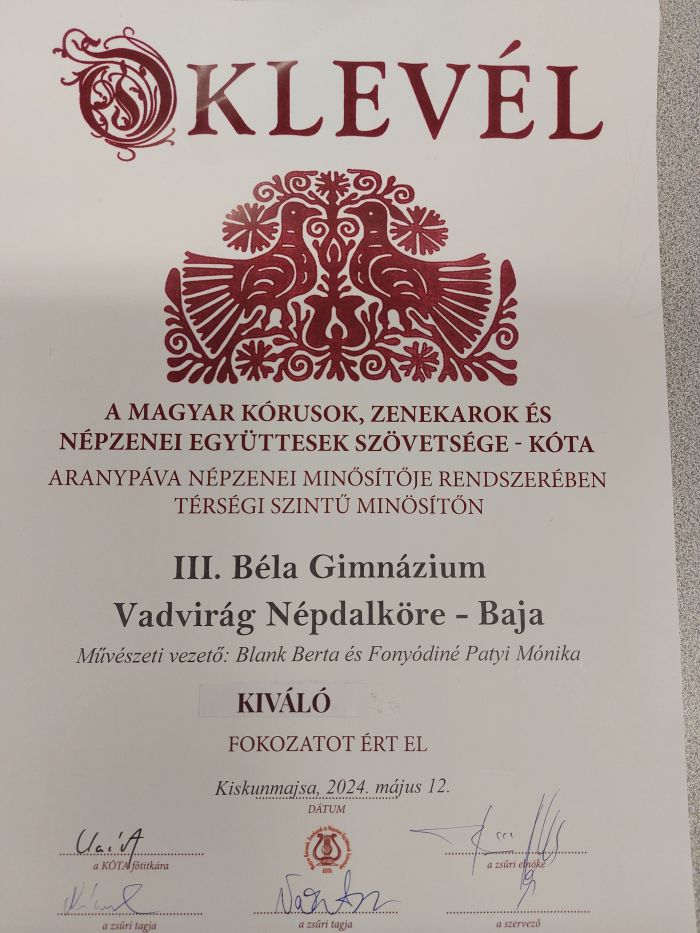 OKLEVÉL
A MAGYAR KÓRUSOK, ZENEKAROK ÉS
NÉPZENEI EGYÜTTESEK SZÖVETSÉGE - KÓTA
ARANYPÁVA NÉPZENEI MINŐSÍTŐJE RENDSZERÉBEN
TÉRSÉGI SZINTŰ MINÖSÍTŐN
III. Béla Gimnázium
Vadvirág Népdalköre - Baja
Művészeti vezető: Blank Berta és Fonyódiné Patyi Mónika
KIVÁLÓ
FOKOZATOT ÉRT EL
Kiskunmajsa, 2024. május 12.
DÁTUM
a KÓTA főtitkára
a zsűri elnöke
a zsűri tagja
a zsűri tagja
a szervező